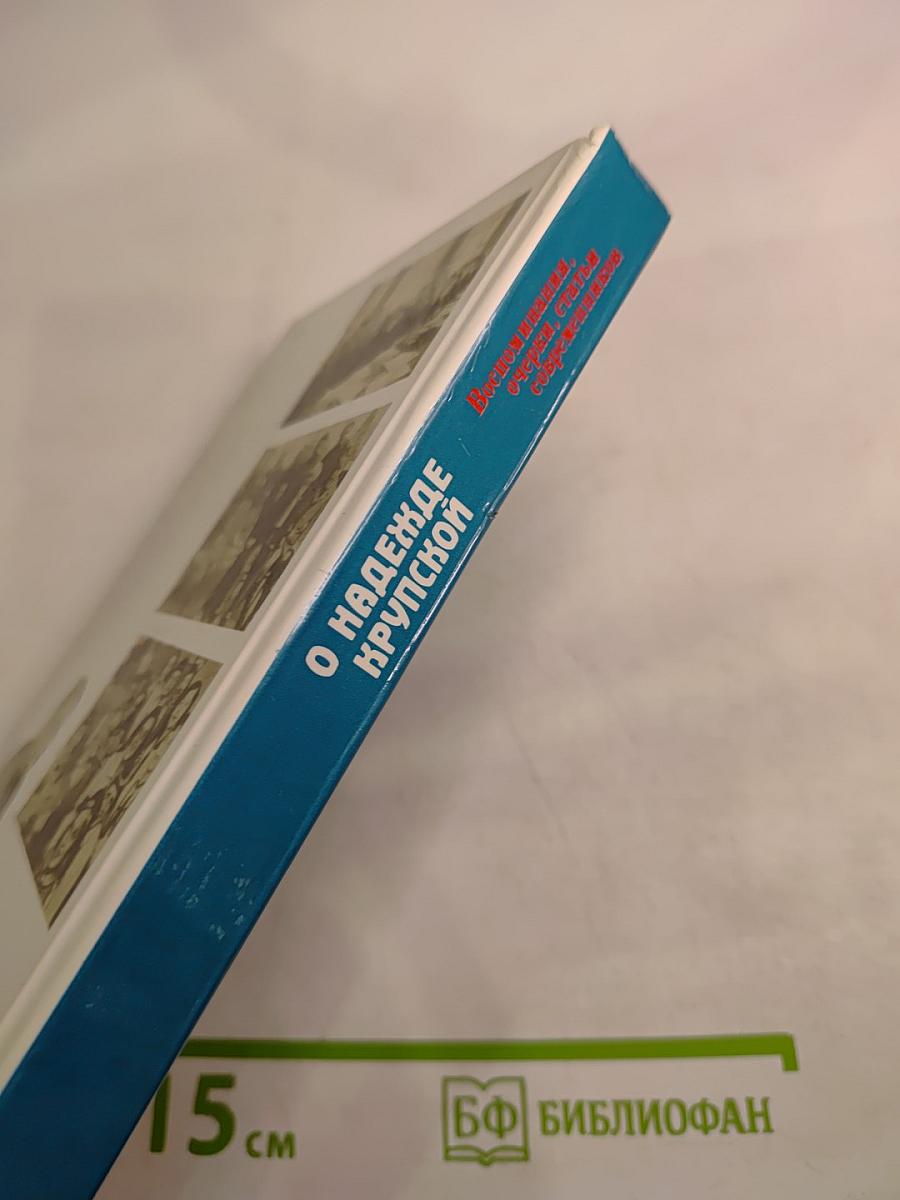 Воспоминания,
очерки, статьи
современников
О НАДЕЖДЕ
КРУПСКОЙ
15 см
БФ БИБЛИОФАН